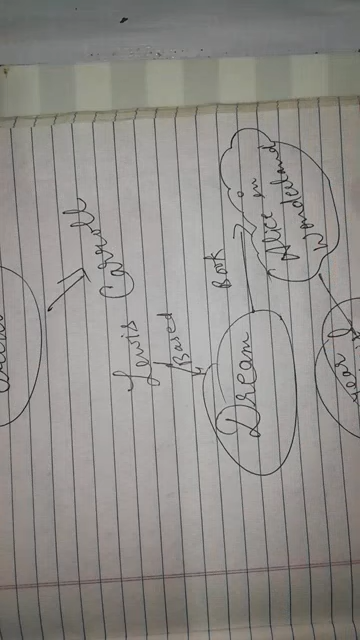 Lewis Carroll
Based
Book
Alice in
Wonderland
Dream